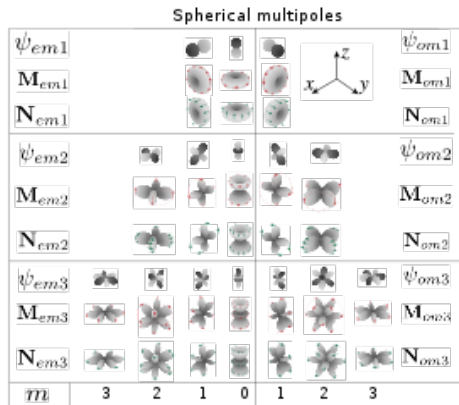 Spherical multipoles
ψem1 ψom1
Mem1 z x y Mom1
Nem1 Nom1
ψem2 ψom2
Mem2 Mom2
Nem2 Nom2
ψem3 ψom3
Mem3 Mom3
Nem3 Nom3
m 3 2 1 0 1 2 3